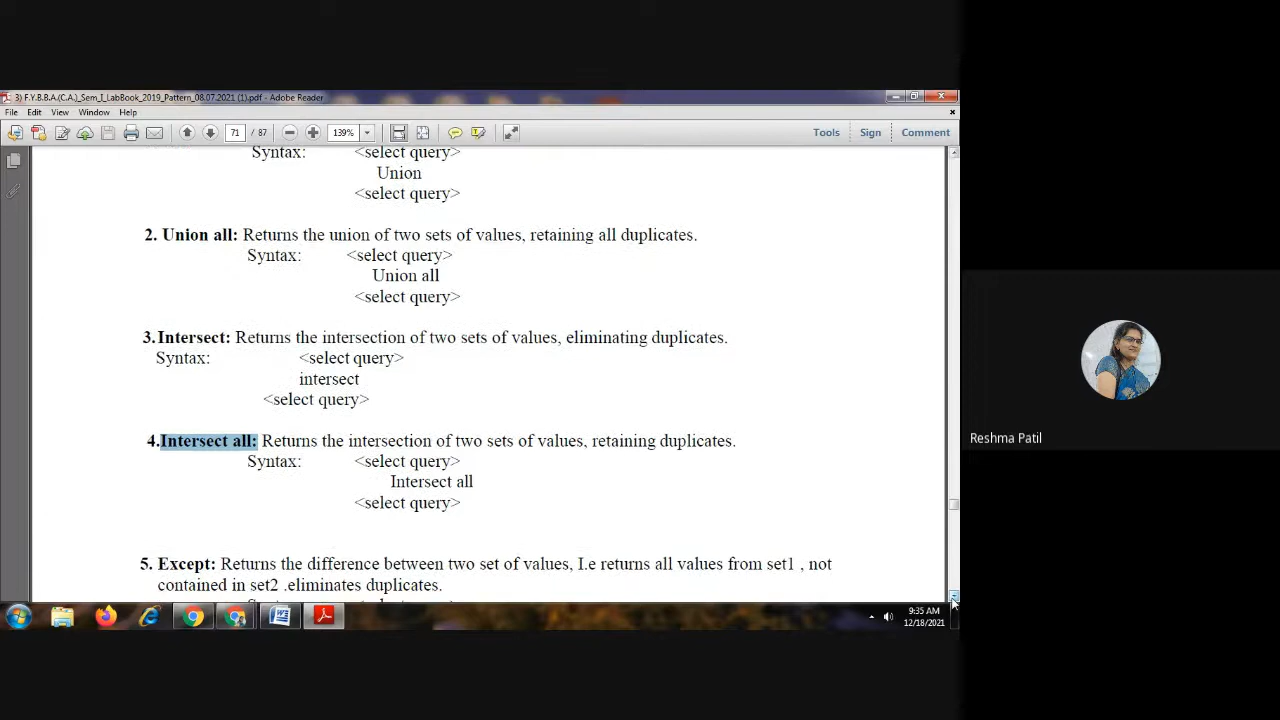 3) F.Y.B.B.A.(C.A.)_Sem_I_LabBook_2019_Pattern_08.07.2021 (1).pdf - Adobe Reader
File Edit View Window Help
71 / 87 139% Tools Sign Comment
Syntax: <select query>
Union
<select query>
2. Union all: Returns the union of two sets of values, retaining all duplicates.
Syntax: <select query>
Union all
<select query>
3.Intersect: Returns the intersection of two sets of values, eliminating duplicates.
Syntax: <select query>
intersect
<select query>
4.Intersect all: Returns the intersection of two sets of values, retaining duplicates.
Syntax: <select query>
Intersect all
<select query>
5. Except: Returns the difference between two set of values, I.e returns all values from set1 , not
contained in set2 .eliminates duplicates.
9:35 AM
12/18/2021
Reshma Patil